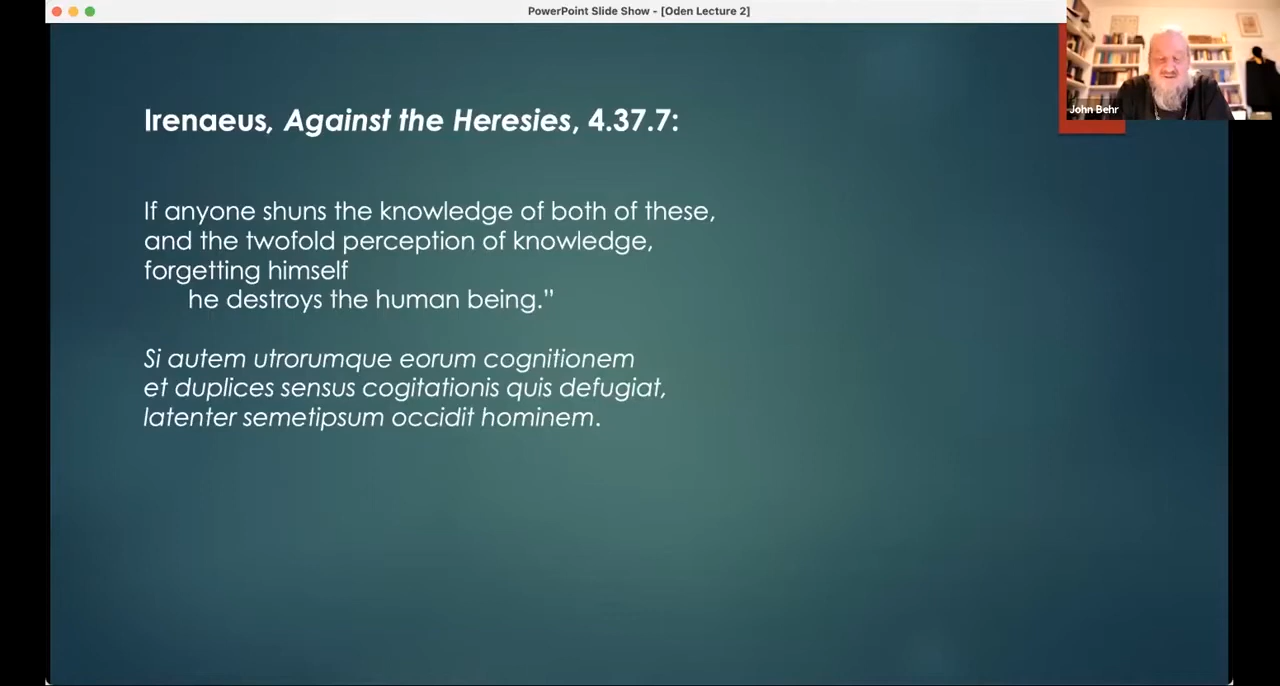 PowerPoint Slide Show - [Oden Lecture 2]
John Behr
Irenaeus, Against the Heresies, 4.37.7:
If anyone shuns the knowledge of both of these,
and the twofold perception of knowledge,
forgetting himself
he destroys the human being.”
Si autem utrorumque eorum cognitionem
et duplices sensus cogitationis quis defugiat,
latenter semetipsum occidit hominem.